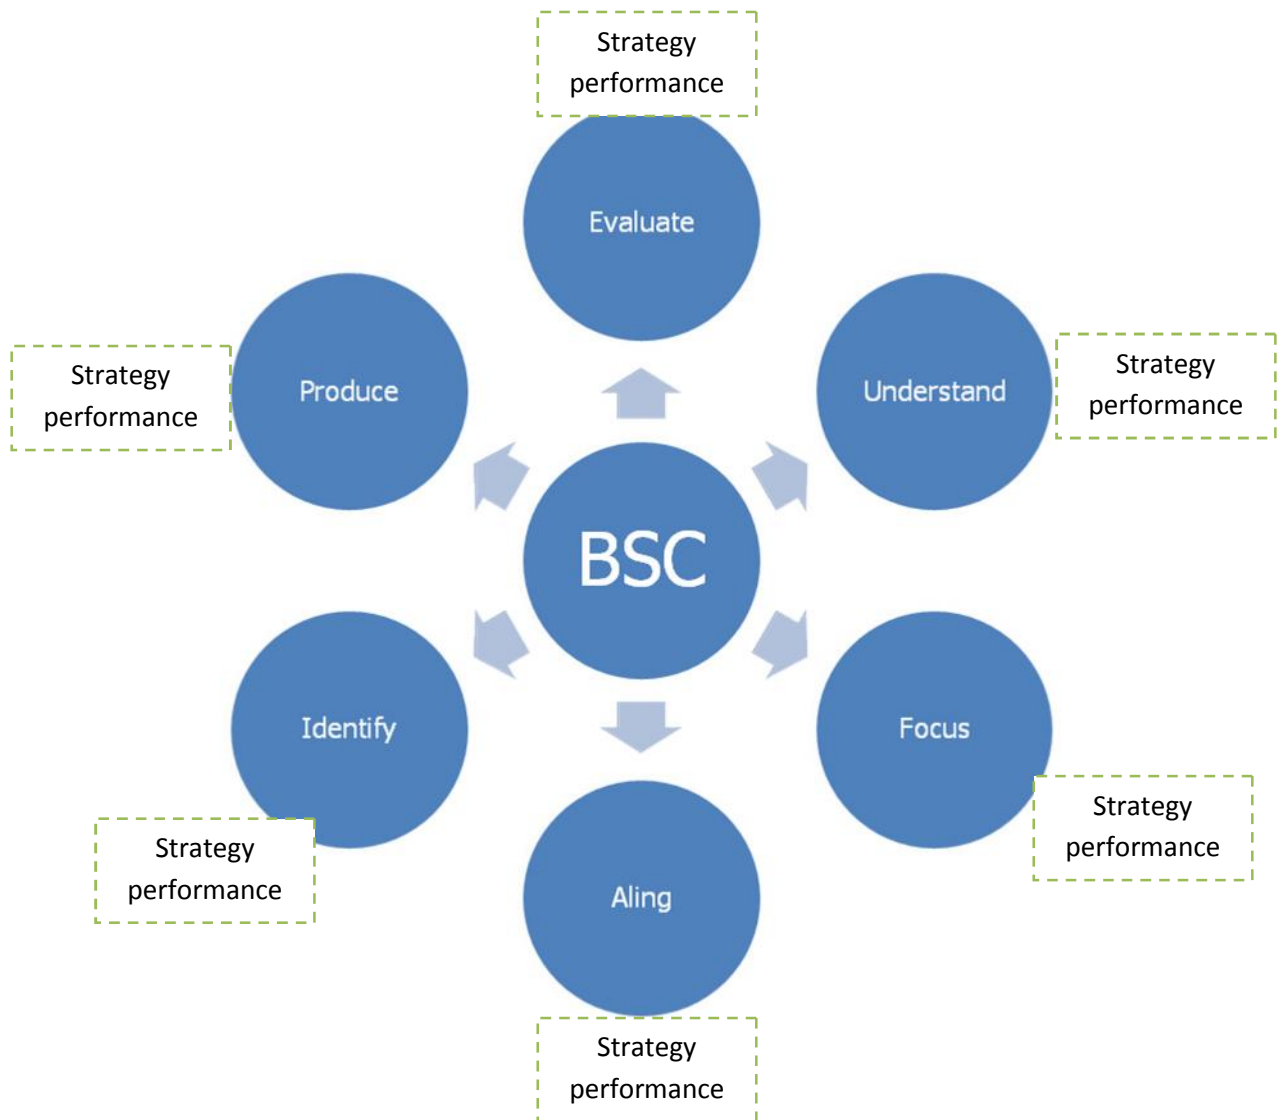 Strategy
performance
Evaluate
Produce
Strategy
performance
Understand
Strategy
performance
BSC
Identify
Strategy
performance
Focus
Strategy
performance
Aling
Strategy
performance